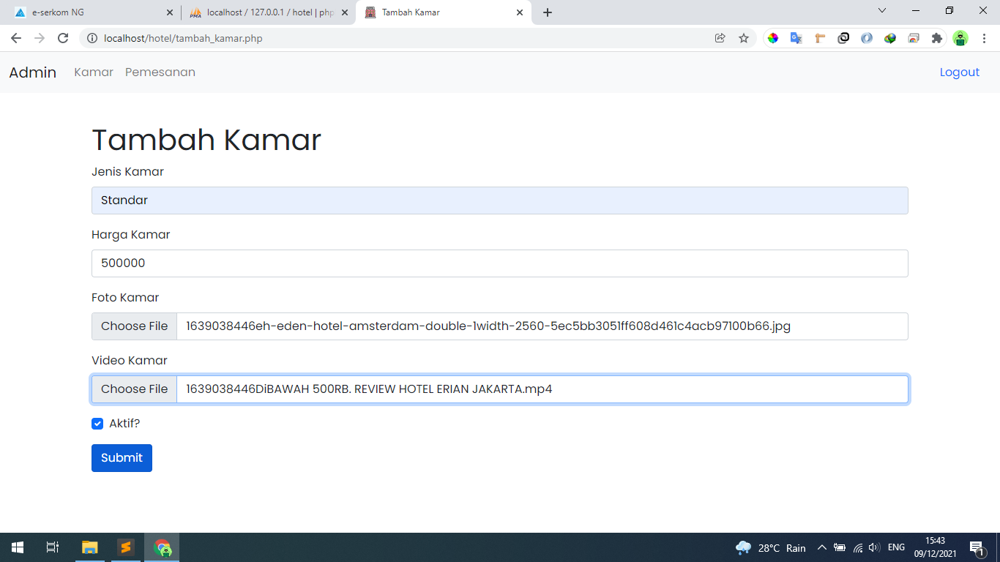 e-serkom NG
localhost / 127.0.0.1 / hotel | php
Tambah Kamar
localhost/hotel/tambah_kamar.php
Admin Kamar Pemesanan Logout
Tambah Kamar
Jenis Kamar
Standar
Harga Kamar
500000
Foto Kamar
Choose File 1639038446eh-eden-hotel-amsterdam-double-1width-2560-5ec5bb3051ff608d461c4acb97100b66.jpg
Video Kamar
Choose File 1639038446DiBAWAH 500RB. REVIEW HOTEL ERIAN JAKARTA.mp4
Aktif?
Submit
28°C Rain
ENG
15:43
09/12/2021
1